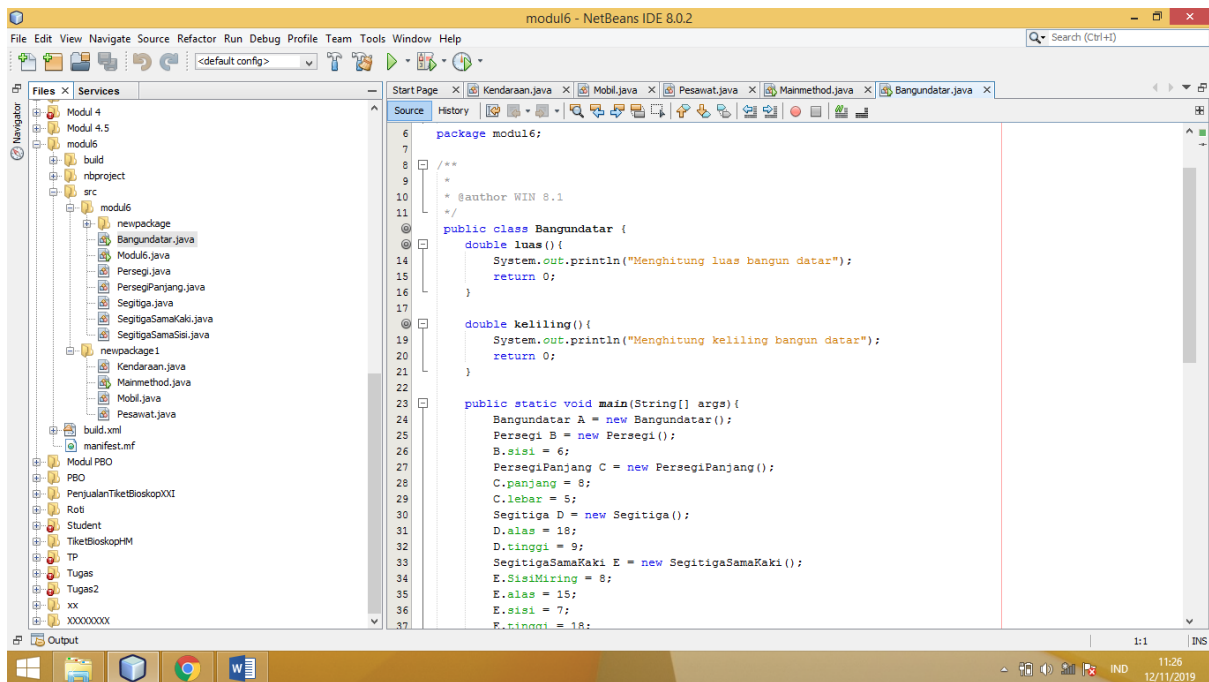 modul6 - NetBeans IDE 8.0.2
File Edit View Navigate Source Refactor Run Debug Profile Team Tools Window Help
Search (Ctrl+I)
<default config>
Files Services
Start Page Kendaraan.java Mobil.java Pesawat.java Mainmethod.java Bangundatar.java
Navigator
Source History
Modul 4
Modul 4.5
modul6
build
nbproject
src
modul6
newpackage
Bangundatar.java
Modul6.java
Persegi.java
PersegiPanjang.java
Segitiga.java
SegitigaSamaKaki.java
SegitigaSamaSisi.java
newpackage1
Kendaraan.java
Mainmethod.java
Mobil.java
Pesawat.java
build.xml
manifest.mf
Modul PBO
PBO
PenjualanTiketBioskopXXI
Roti
Student
TiketBioskopHM
TP
Tugas
Tugas2
xx
XXXXXXXX
6 package modul6;
7
8 /**
9 *
10 * @author WIN 8.1
11 */
public class Bangundatar {
double luas(){
14 System.out.println("Menghitung luas bangun datar");
15 return 0;
16 }
17
double keliling(){
19 System.out.println("Menghitung keliling bangun datar");
20 return 0;
21 }
22
23 public static void main(String[] args){
24 Bangundatar A = new Bangundatar();
25 Persegi B = new Persegi();
26 B.sisi = 6;
27 PersegiPanjang C = new PersegiPanjang();
28 C.panjang = 8;
29 C.lebar = 5;
30 Segitiga D = new Segitiga();
31 D.alas = 18;
32 D.tinggi = 9;
33 SegitigaSamaKaki E = new SegitigaSamaKaki();
34 E.SisiMiring = 8;
35 E.alas = 15;
36 E.sisi = 7;
37 E.tinggi = 18;
Output
1:1 INS
IND
11:26
12/11/2019